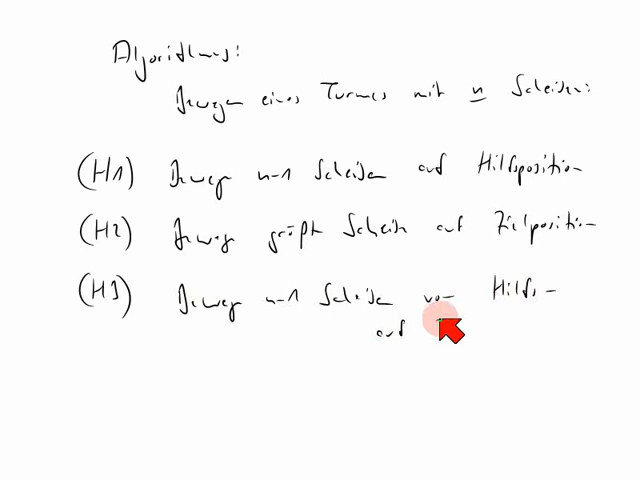 Algorithmus:
Bewegen eines Turmes mit n Scheiben:
(H1) Bewege n-1 Scheiben auf Hilfsposition
(H2) Bewege größte Scheibe auf Zielposition
(H3) Bewege n-1 Scheiben von Hilfs-
auf